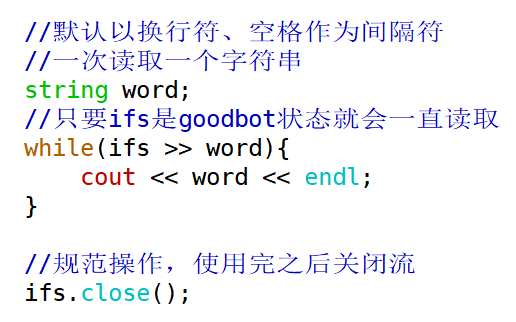 //默认以换行符、空格作为间隔符
//一次读取一个字符串
string word;
//只要ifs是goodbot状态就会一直读取
while(ifs >> word){
    cout << word << endl;
}
//规范操作，使用完之后关闭流
ifs.close();